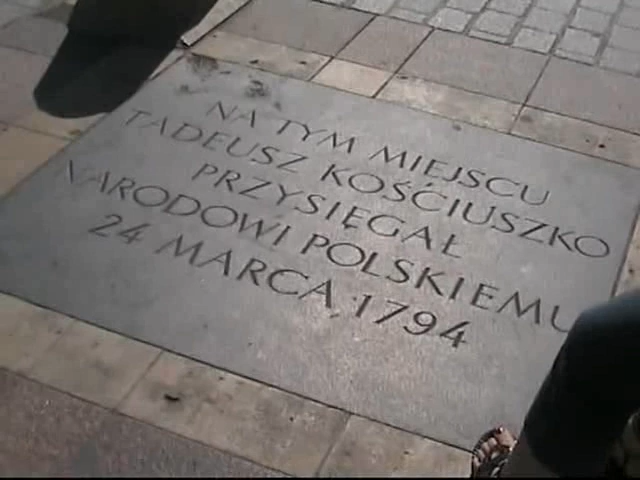 NA TYM MIEJSCU
TADEUSZ KOŚCIUSZKO
PRZYSIĘGAŁ
NARODOWI POLSKIEMU
24 MARCA 1794